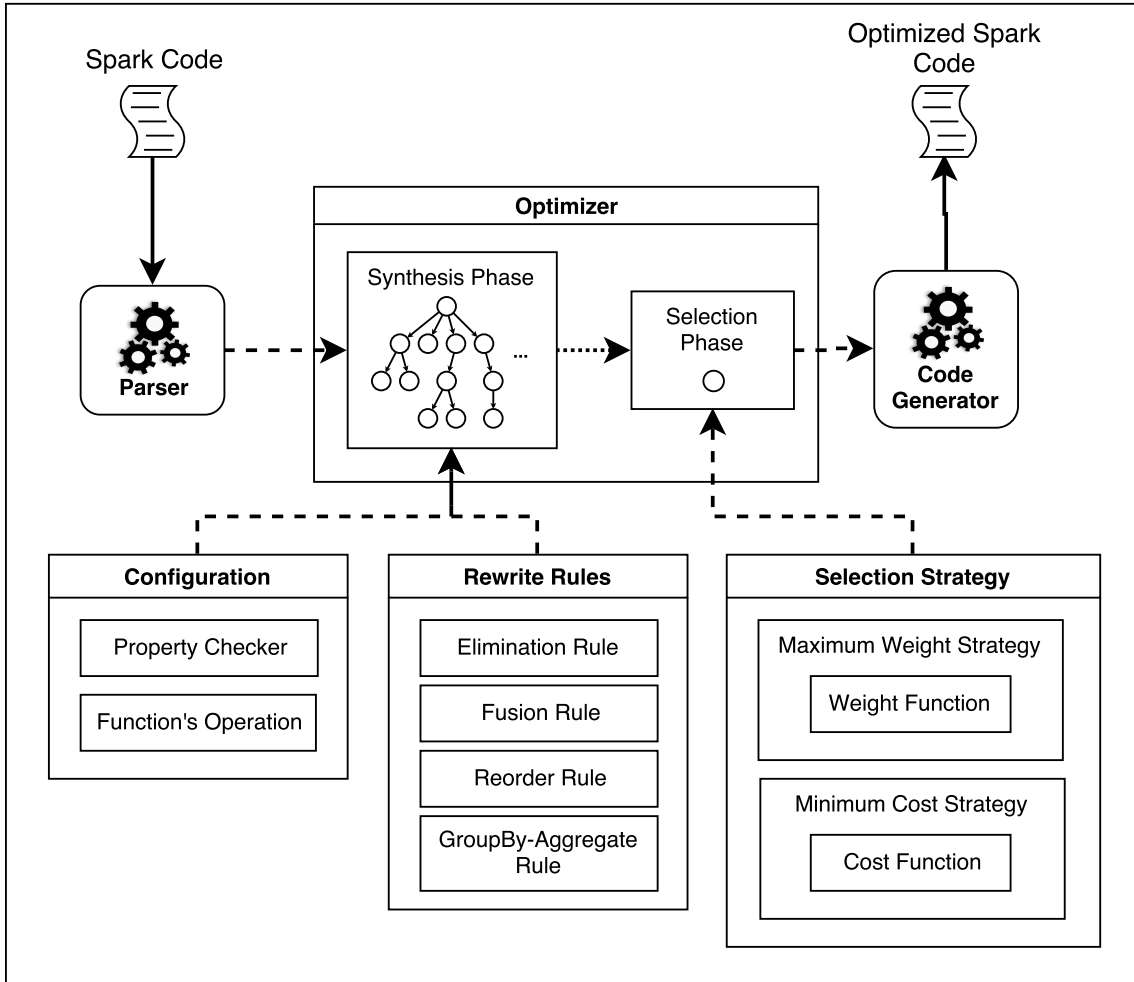 Spark Code
Optimized Spark
Code
Optimizer
Synthesis Phase
...
Selection
Phase
Parser
Code
Generator
Configuration
Property Checker
Function's Operation
Rewrite Rules
Elimination Rule
Fusion Rule
Reorder Rule
GroupBy-Aggregate
Rule
Selection Strategy
Maximum Weight Strategy
Weight Function
Minimum Cost Strategy
Cost Function